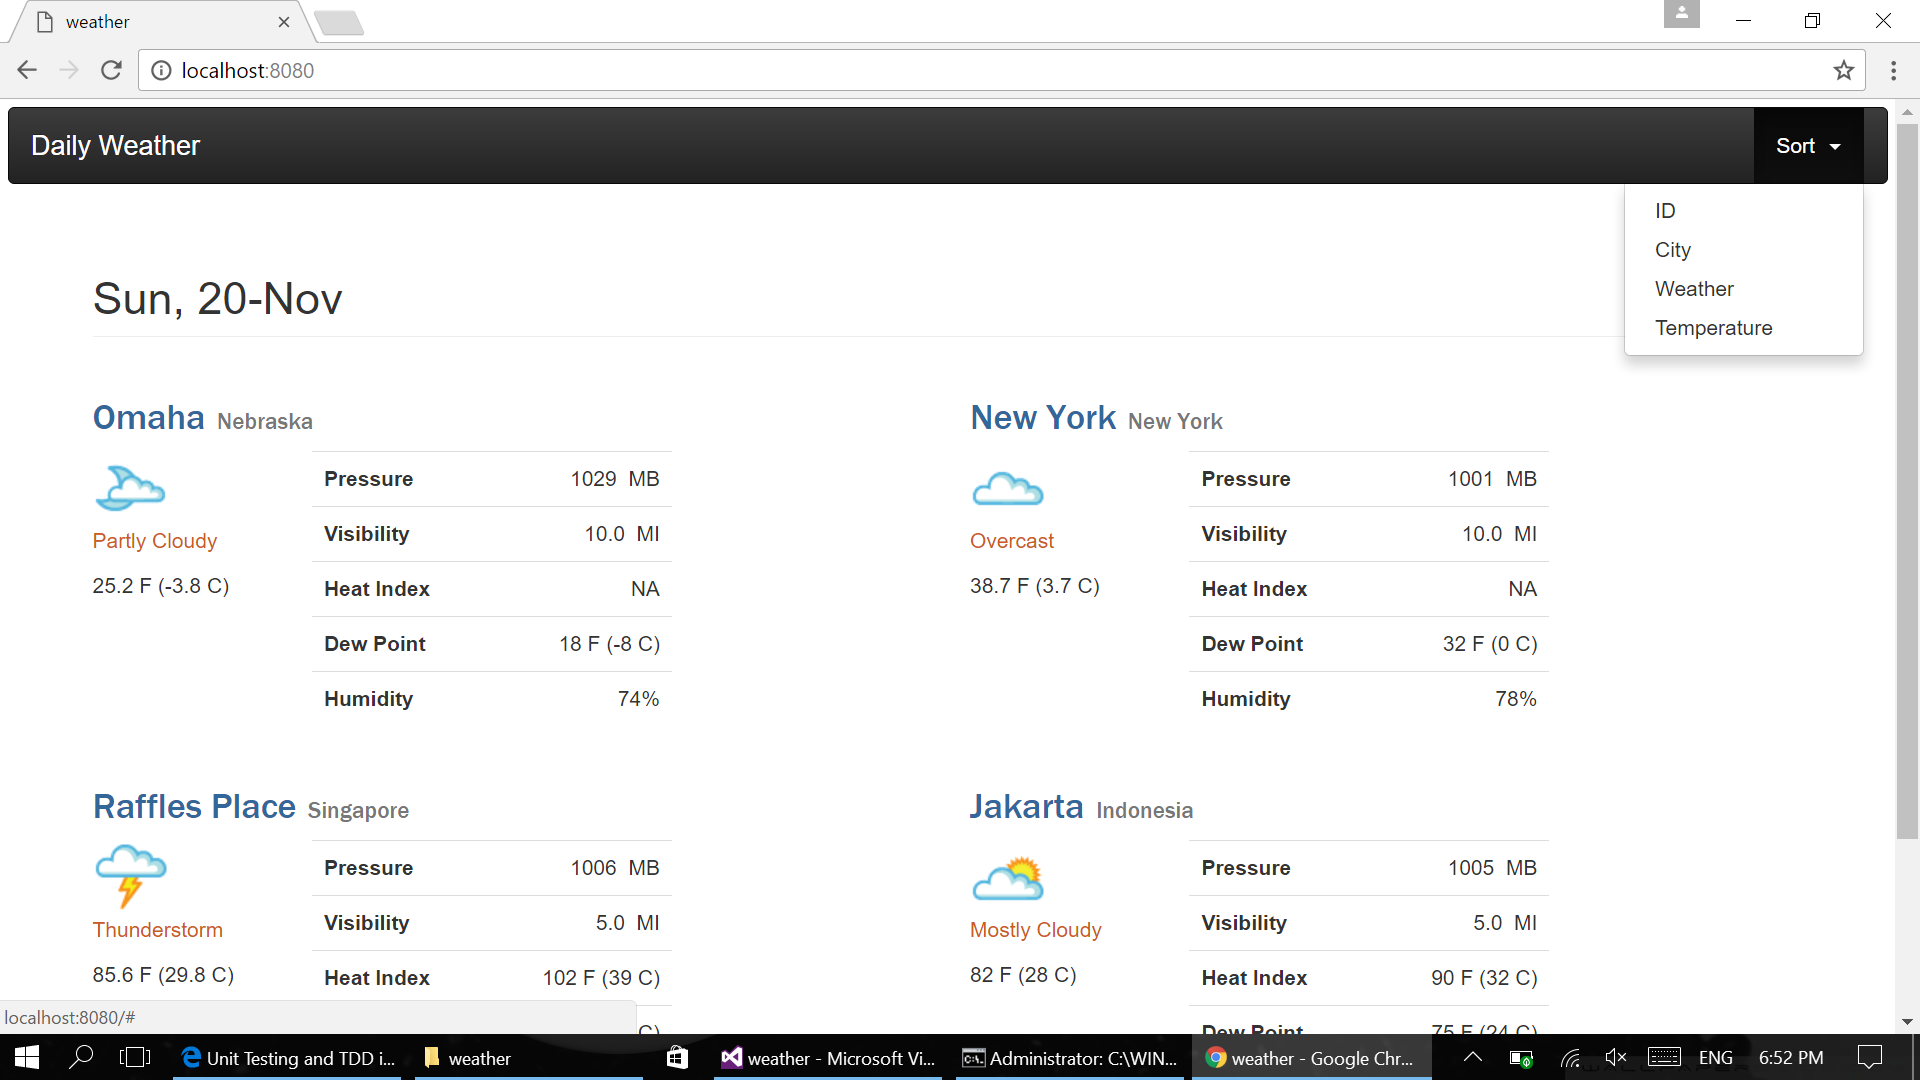 weather
localhost:8080
Daily Weather
Sort
ID
City
Weather
Temperature
Sun, 20-Nov
Omaha Nebraska
Partly Cloudy
25.2 F (-3.8 C)
Pressure 1029 MB
Visibility 10.0 MI
Heat Index NA
Dew Point 18 F (-8 C)
Humidity 74%
New York New York
Overcast
38.7 F (3.7 C)
Pressure 1001 MB
Visibility 10.0 MI
Heat Index NA
Dew Point 32 F (0 C)
Humidity 78%
Raffles Place Singapore
Thunderstorm
85.6 F (29.8 C)
Pressure 1006 MB
Visibility 5.0 MI
Heat Index 102 F (39 C)
C)
Jakarta Indonesia
Mostly Cloudy
82 F (28 C)
Pressure 1005 MB
Visibility 5.0 MI
Heat Index 90 F (32 C)
Dew Point 75 F (24 C)
localhost:8080/#
Unit Testing and TDD i...
weather
weather - Microsoft Vi...
Administrator: C:\WIN...
weather - Google Chr...
ENG
6:52 PM